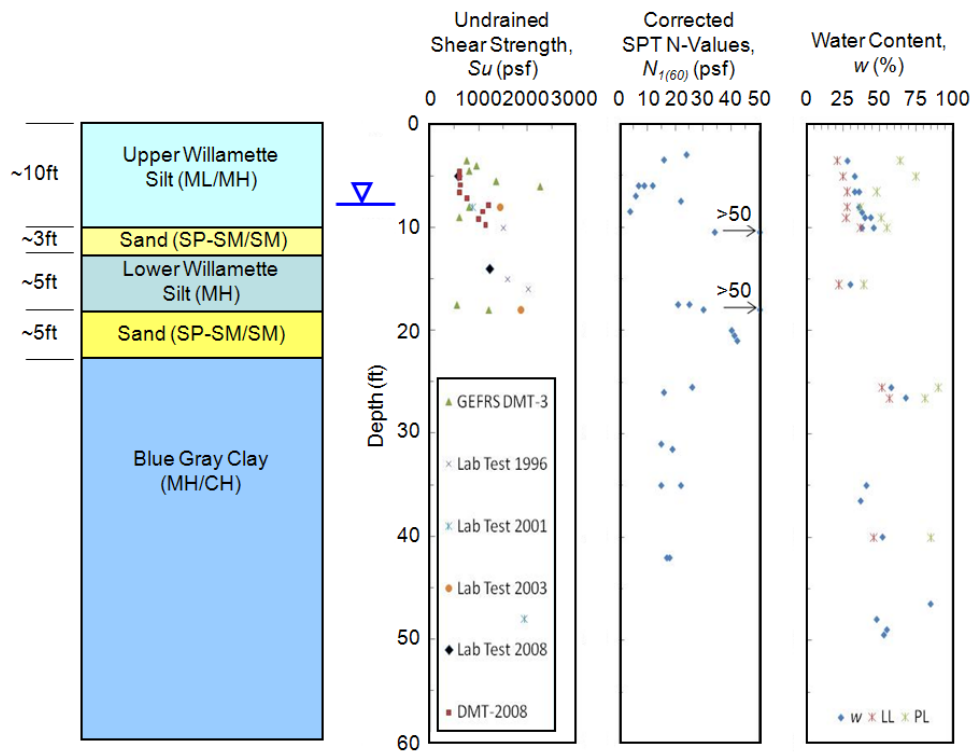 Undrained
Shear Strength,
Su (psf)
Corrected
SPT N-Values,
N1(60) (psf)
Water Content,
w (%)
0 1000 2000 3000
0 10 20 30 40 50
0 25 50 75 100
0
10
20
30
40
50
60
Depth (ft)
~10ft
Upper Willamette
Silt (ML/MH)
~3ft
Sand (SP-SM/SM)
~5ft
Lower Willamette
Silt (MH)
~5ft
Sand (SP-SM/SM)
Blue Gray Clay
(MH/CH)
>50
>50
GEFRS DMT-3
Lab Test 1996
Lab Test 2001
Lab Test 2003
Lab Test 2008
DMT-2008
w LL PL